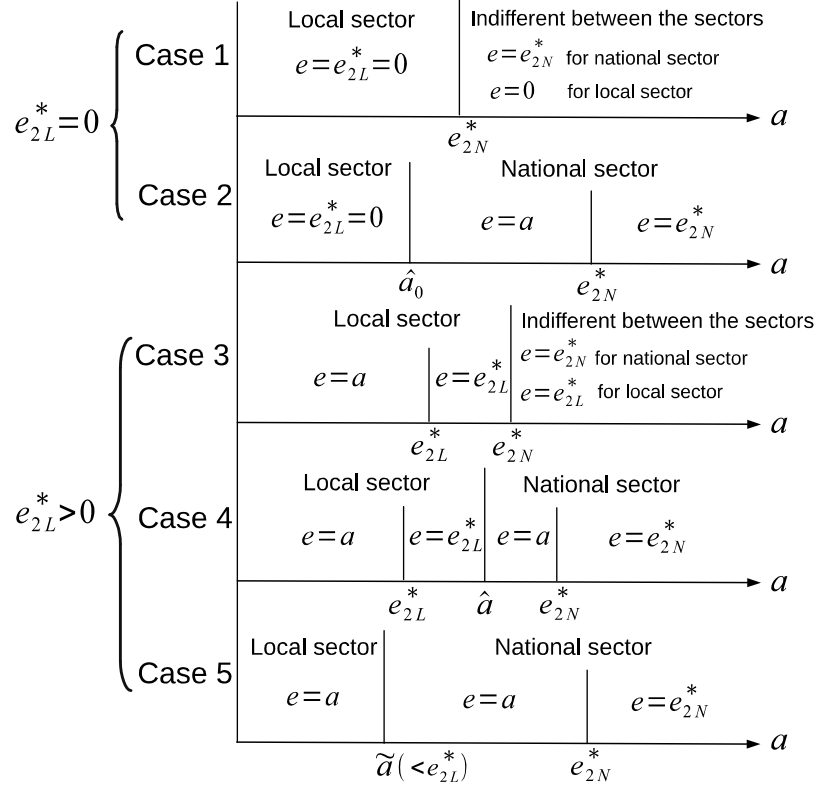 Local sector
Indifferent between the sectors
Case 1
e=e*2L=0
e=e*2N for national sector
e=0 for local sector
e*2L=0
a
e*2N
Local sector
National sector
Case 2
e=e*2L=0
e=a
e=e*2N
a
â0
e*2N
Local sector
Indifferent between the sectors
Case 3
e=a
e=e*2L
e=e*2N for national sector
e=e*2L for local sector
a
e*2L
e*2N
e*2L>0
Local sector
National sector
Case 4
e=a
e=e*2L
e=a
e=e*2N
a
e*2L
â
e*2N
Local sector
National sector
Case 5
e=a
e=a
e=e*2N
a
ã(<e*2L)
e*2N